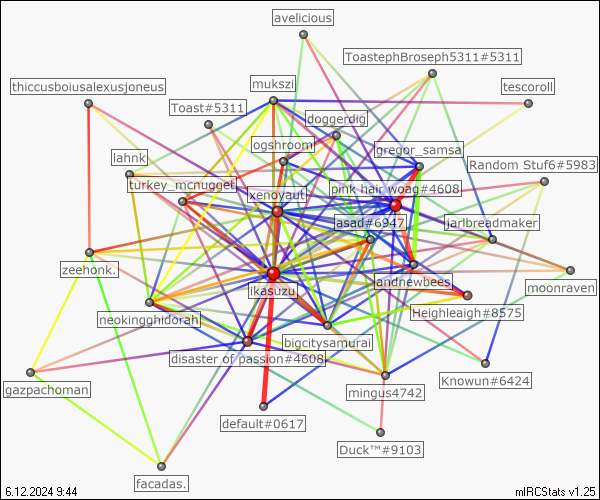 avelicious
ToastephBroseph5311#5311
mukszi
thiccusboiusalexusjoneus
tescoroll
Toast#5311
doggerdig
ogshroom
gregor_samsa
lahnk
Random Stuf6#5983
turkey_mcnugget
pink hair woag#4608
xenoyaut
asad#6947
jarlbreadmaker
zeehonk.
landnewbees
moonraven
ikasuzu
Heighleaigh#8575
neokingghidorah
bigcitysamurai
disaster of passion#4608
Knowun#6424
gazpachoman
mingus4742
default#0617
Duck™#9103
facadas.
6.12.2024 9:44
mIRCStats v1.25